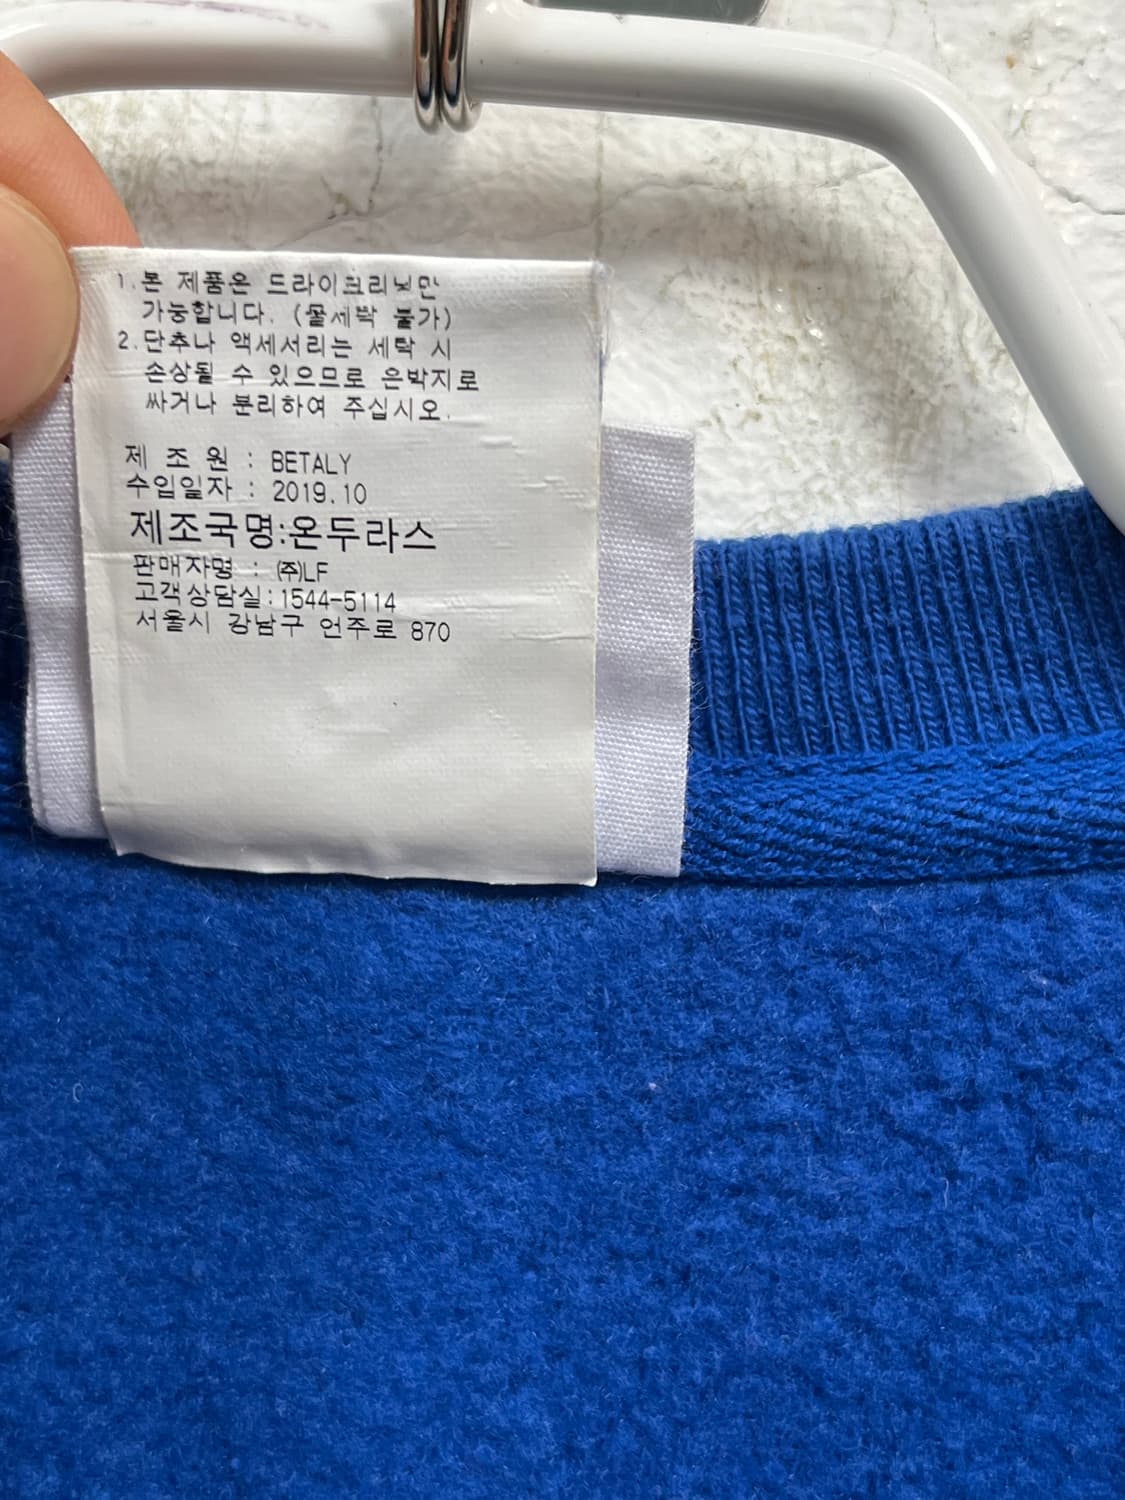 1.본 제품은 드라이크리닝만
가능합니다. (물세탁 불가)
2.단추나 액세서리는 세탁 시
손상될 수 있으므로 은박지로
싸거나 분리하여 주십시오.
제 조 원 : BETALY
수입일자 : 2019.10
제조국명:온두라스
판매자명 : ㈜LF
고객상담실:1544-5114
서울시 강남구 언주로 870